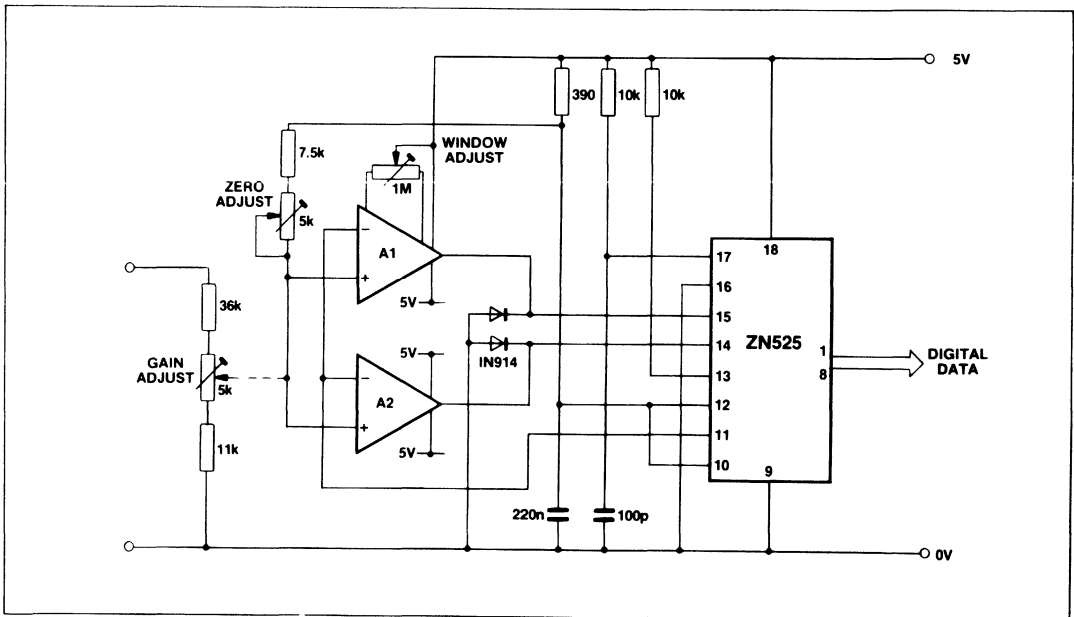 5V
390
10k
10k
7.5k
WINDOW
ADJUST
1M
ZERO
ADJUST
5k
A1
5V
36k
GAIN
ADJUST
5k
11k
5V
A2
5V
IN914
18
17
16
15
14
13
12
11
10
9
ZN525
1
8
DIGITAL
DATA
220n
100p
0V